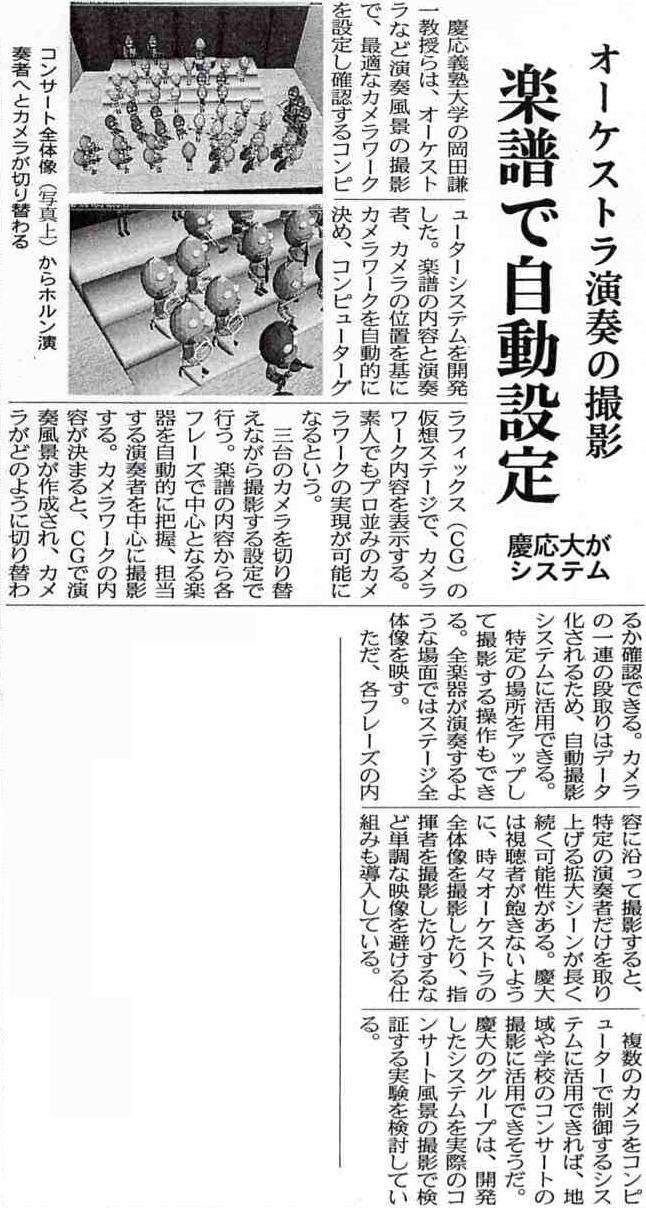 オーケストラ演奏の撮影
楽譜で自動設定
慶応大が
システム
慶応義塾大学の岡田謙
一教授らは、オーケスト
ラなど演奏風景の撮影
で、最適なカメラワーク
を設定し確認するコンピ
ューターシステムを開発
した。楽譜の内容と演奏
者、カメラの位置を基に
カメラワークを自動的に
決め、コンピューターグ
ラフィックス（CG）の
仮想ステージで、カメラ
ワーク内容を表示する。
素人でもプロ並みのカメ
ラワークの実現が可能に
なるという。
三台のカメラを切り替
えながら撮影する設定で
行う。楽譜の内容から各
フレーズで中心となる楽
器を自動的に把握、担当
する演奏者を中心に撮影
する。カメラワークの内
容が決まると、CGで演
奏風景が作成され、カメ
ラがどのように切り替わ
るか確認できる。カメラ
の一連の段取りはデータ
化されるため、自動撮影
システムに活用できる。
特定の場所をアップし
て撮影する操作もでき
る。全楽器が演奏するよ
うな場面ではステージ全
体像を映す。
ただ、各フレーズの内
容に沿って撮影すると、
特定の演奏者だけを取り
上げる拡大シーンが長く
続く可能性がある。慶大
は視聴者が飽きないよう
に、時々オーケストラの
全体像を撮影したり、指
揮者を撮影したりするな
ど単調な映像を避ける仕
組みも導入している。
複数のカメラをコンピ
ューターで制御するシス
テムに活用できれば、地
域や学校のコンサートの
撮影に活用できそうだ。
慶大のグループは、開発
したシステムを実際のコ
ンサート風景の撮影で検
証する実験を検討してい
る。
コンサート全体像（写真上）からホルン演
奏者へとカメラが切り替わる